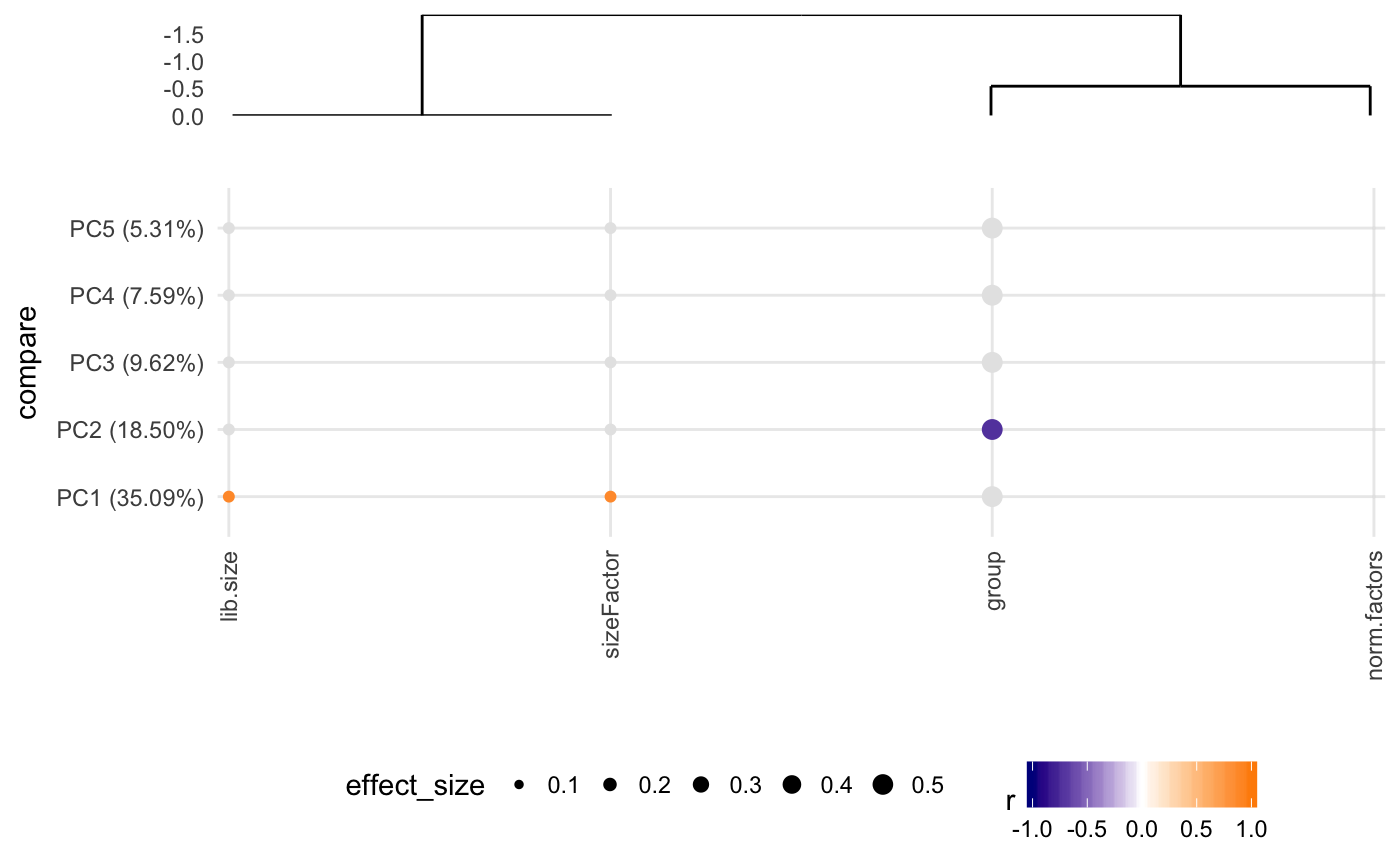 -1.5
-1.0
-0.5
0.0
compare
PC5 (5.31%)
PC4 (7.59%)
PC3 (9.62%)
PC2 (18.50%)
PC1 (35.09%)
lib.size
sizeFactor
group
norm.factors
effect_size 0.1 0.2 0.3 0.4 0.5
r
-1.0 -0.5 0.0 0.5 1.0